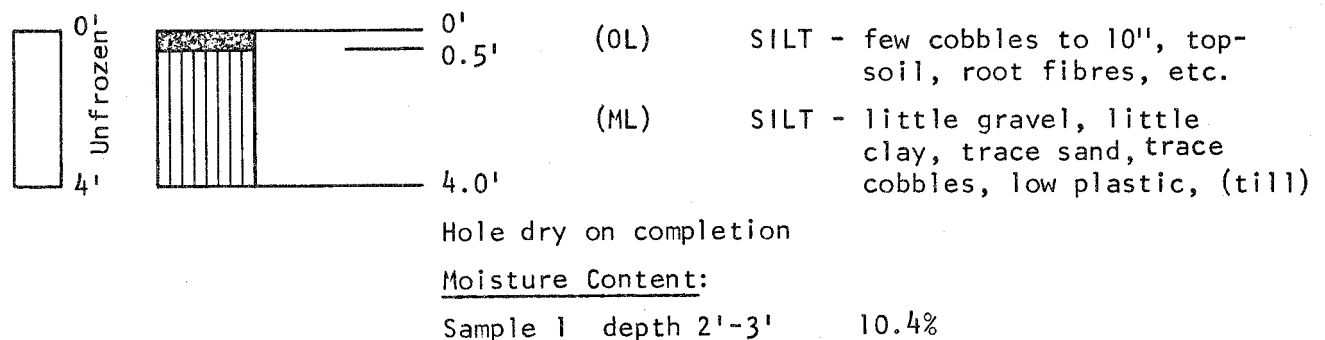 0'
Unfrozen
4'
0'
0.5'
(OL) SILT - few cobbles to 10", top-
soil, root fibres, etc.
(ML) SILT - little gravel, little
clay, trace sand, trace
cobbles, low plastic, (till)
4.0'
Hole dry on completion
Moisture Content:
Sample 1 depth 2'-3' 10.4%